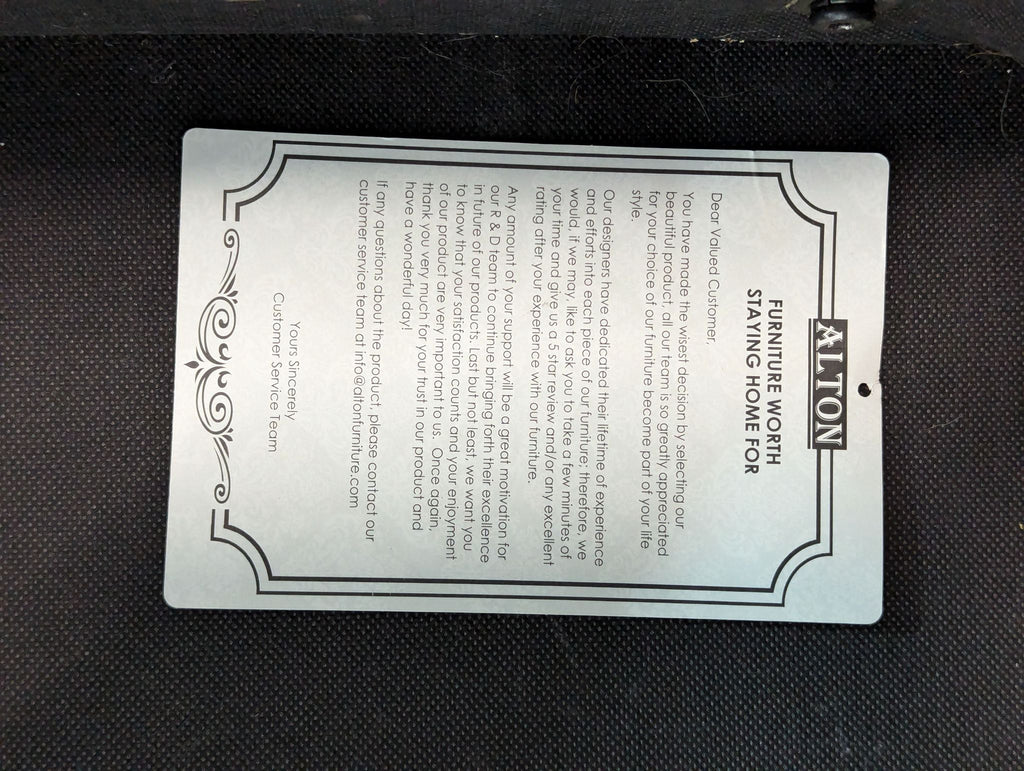 ALTON
FURNITURE WORTH
STAYING HOME FOR
Dear Valued Customer,
You have made the wisest decision by selecting our
beautiful product, all our team is so greatly appreciated
for your choice of our furniture become part of your life
style.
Our designers have dedicated their lifetime of experience
and efforts into each piece of our furniture; therefore, we
would, if we may, like to ask you to take a few minutes of
your time and give us a 5 star review and/or any excellent
rating after your experience with our furniture.
Any amount of your support will be a great motivation for
our R & D team to continue bringing forth their excellence
in future of our products. Last but not least, we want you
to know that your satisfaction counts and your enjoyment
of our product are very important to us. Once again,
thank you very much for your trust in our product and
have a wonderful day!
If any questions about the product, please contact our
customer service team at info@altonfurniture.com
Yours Sincerely
Customer Service Team